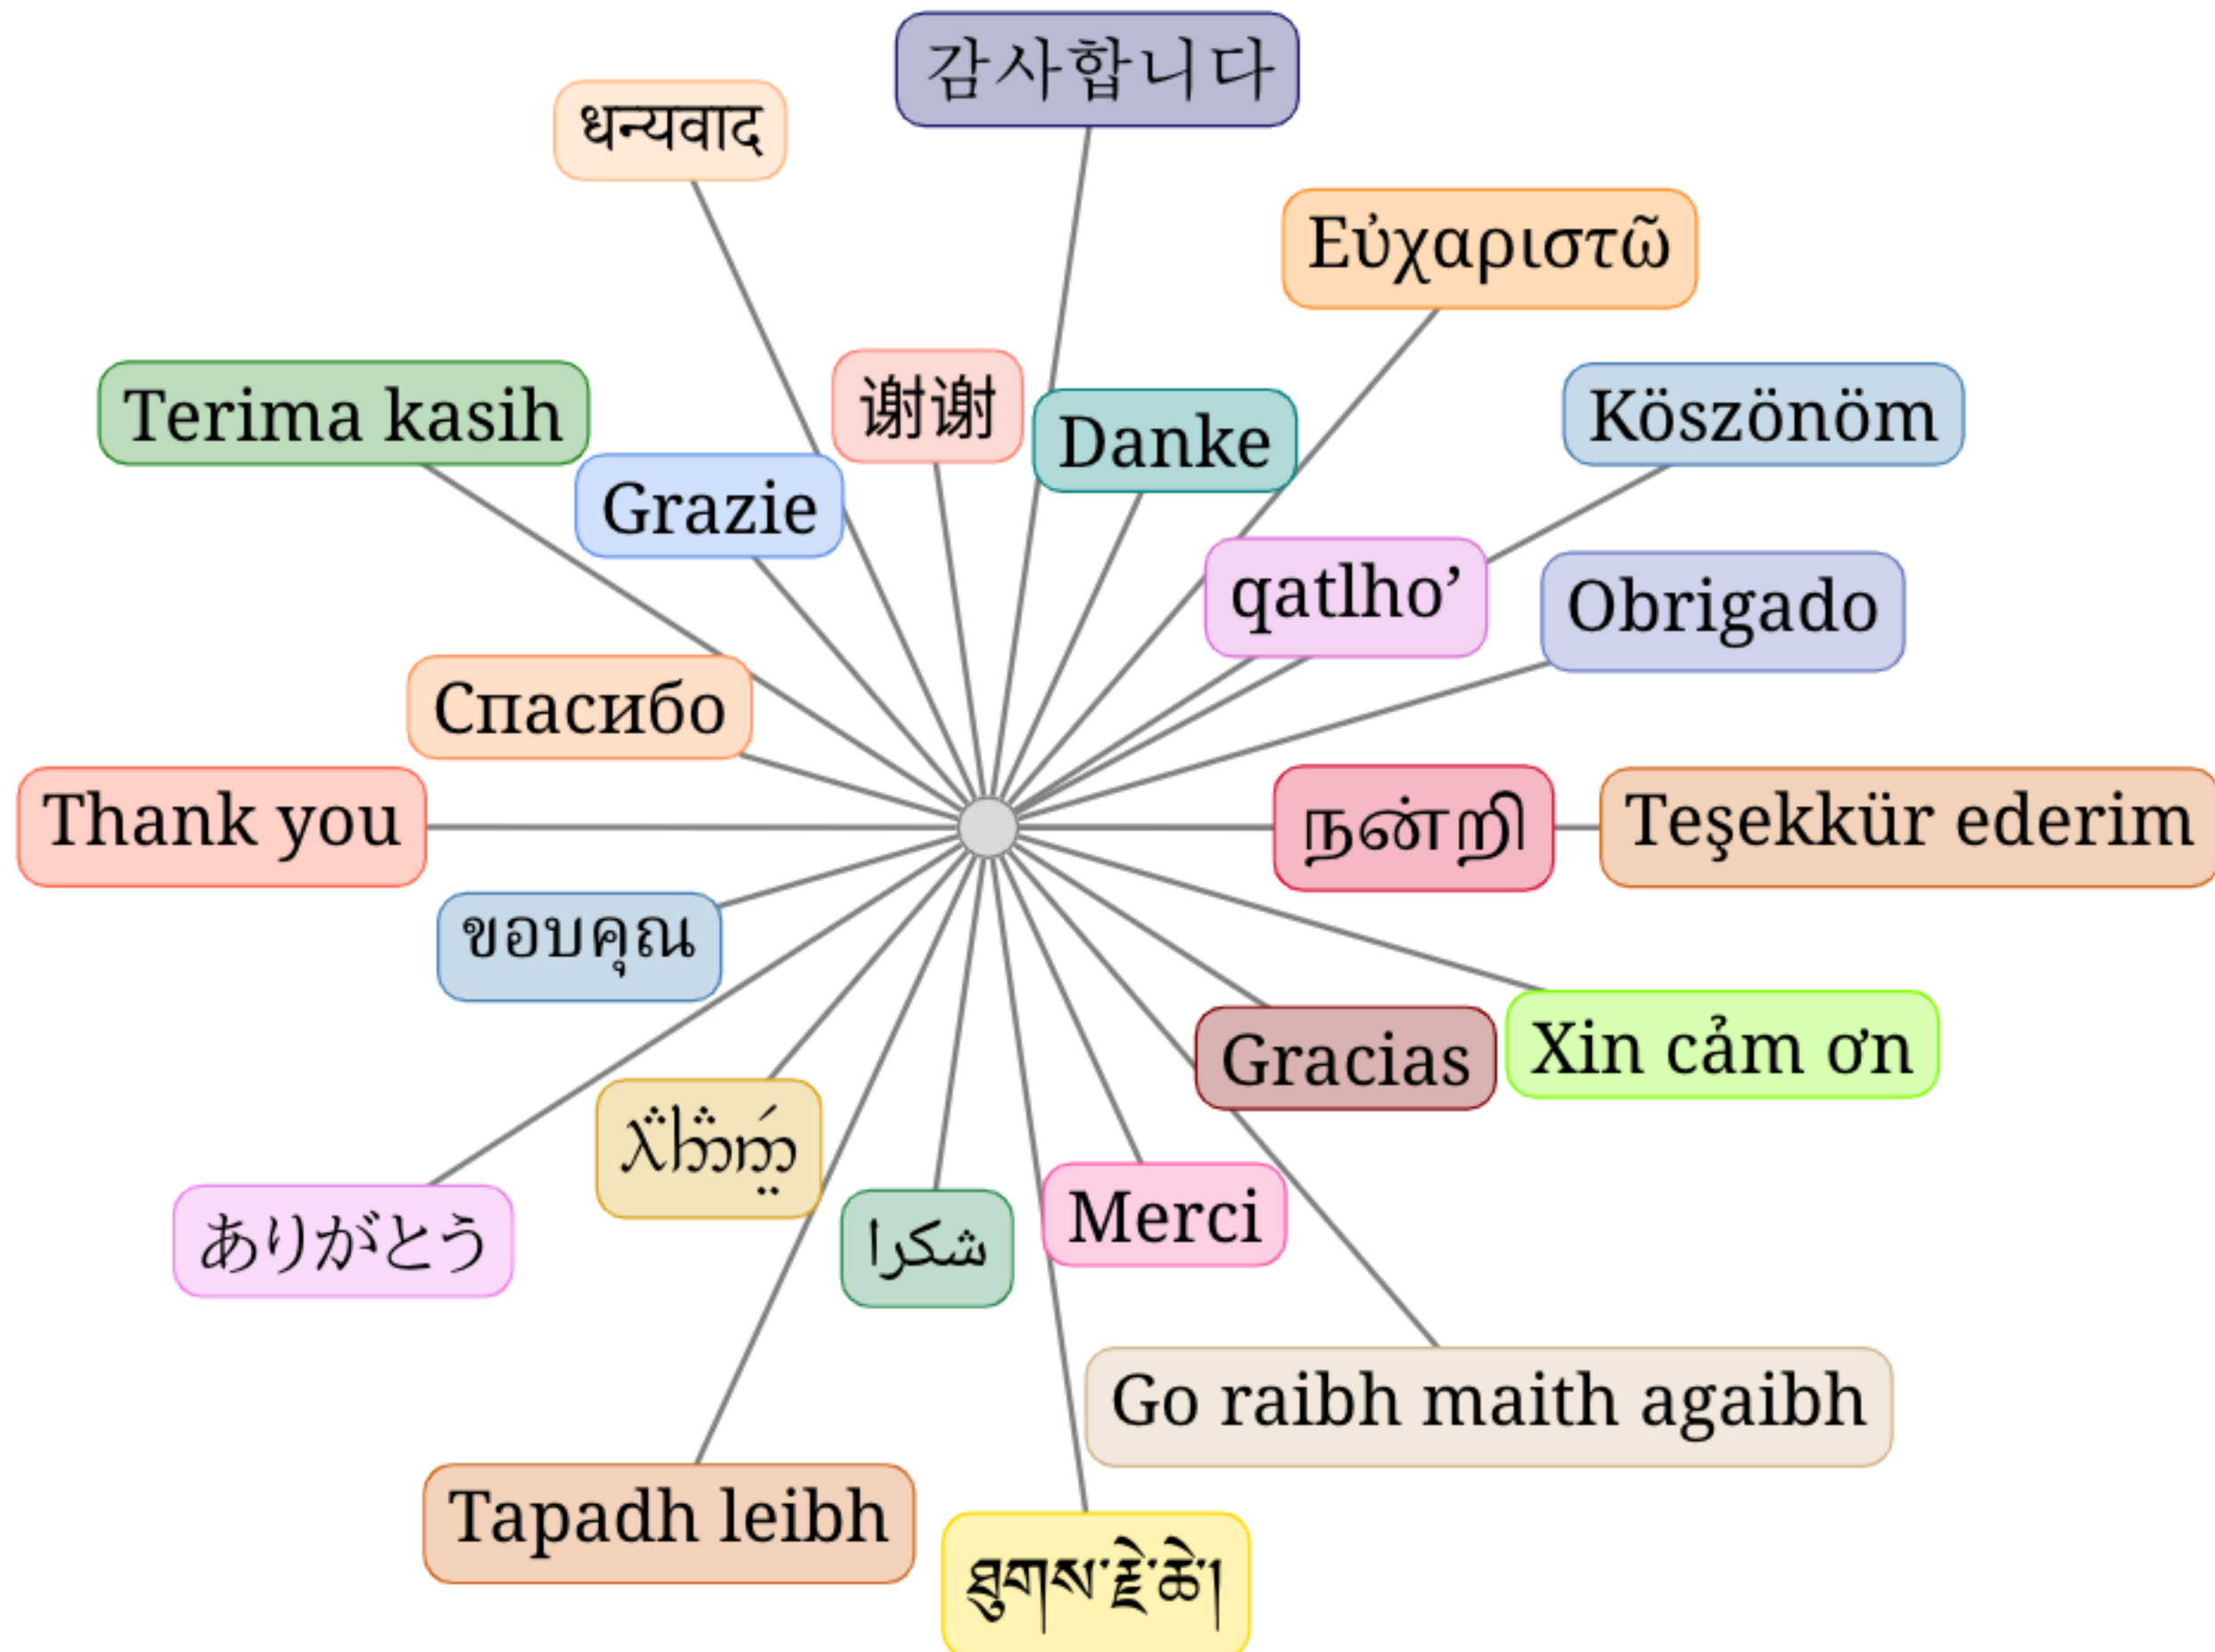 감사합니다
धन्यवाद
Εὐχαριστῶ
谢谢
Terima kasih
Danke
Köszönöm
Grazie
qatlho’
Obrigado
Спасибо
Thank you
நன்றி
Teşekkür ederim
ขอบคุณ
Gracias
Xin cảm ơn
ありがとう
شكرا
Merci
Go raibh maith agaibh
Tapadh leibh
ཐུགས་རྗེ་ཆེ།